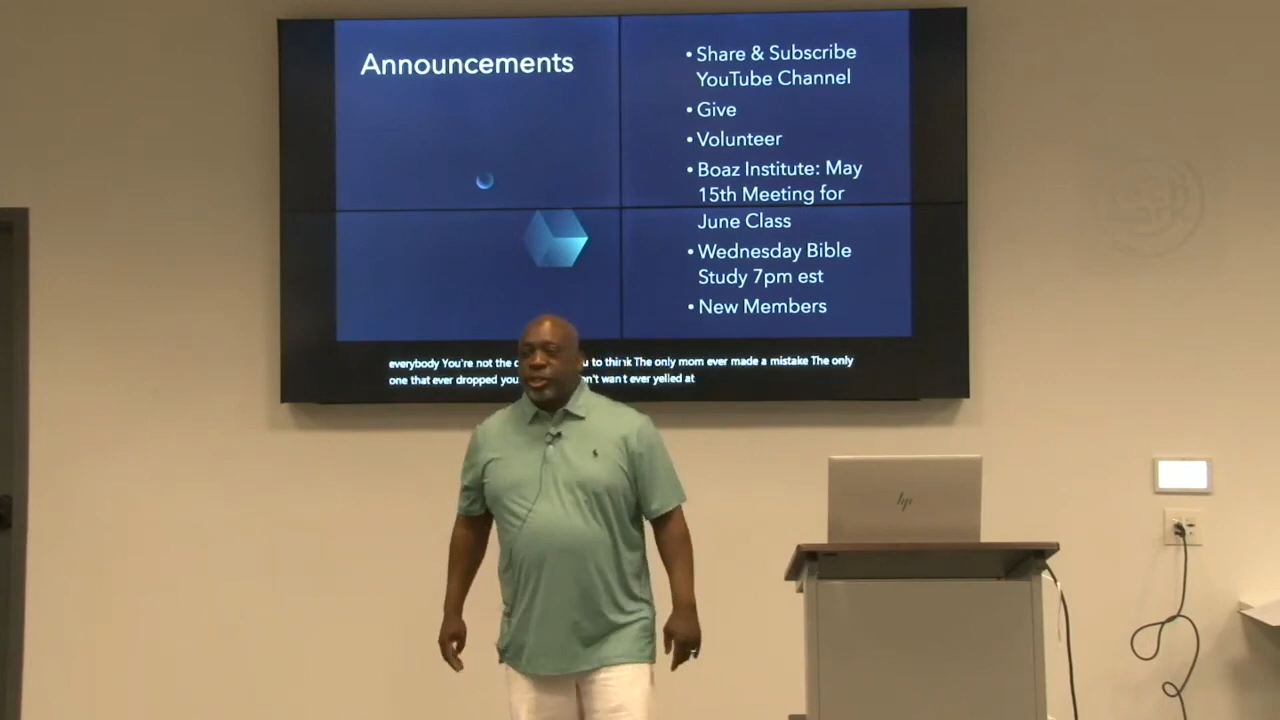 Announcements
• Share & Subscribe
YouTube Channel
• Give
• Volunteer
• Boaz Institute: May
15th Meeting for
June Class
• Wednesday Bible
Study 7pm est
• New Members
everybody You're not the to think The only mom ever made a mistake The only
one that ever dropped you want ever yelled at
hp